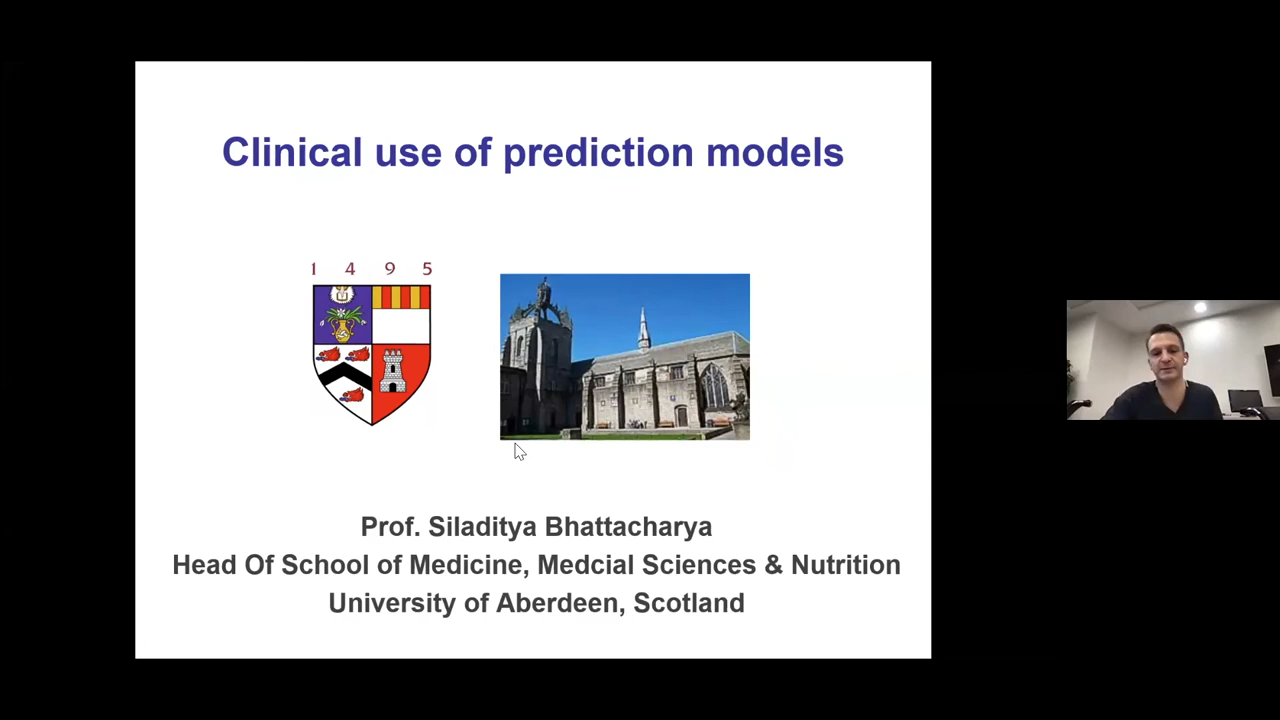 Clinical use of prediction models
1 4 9 5
Prof. Siladitya Bhattacharya
Head Of School of Medicine, Medcial Sciences & Nutrition
University of Aberdeen, Scotland